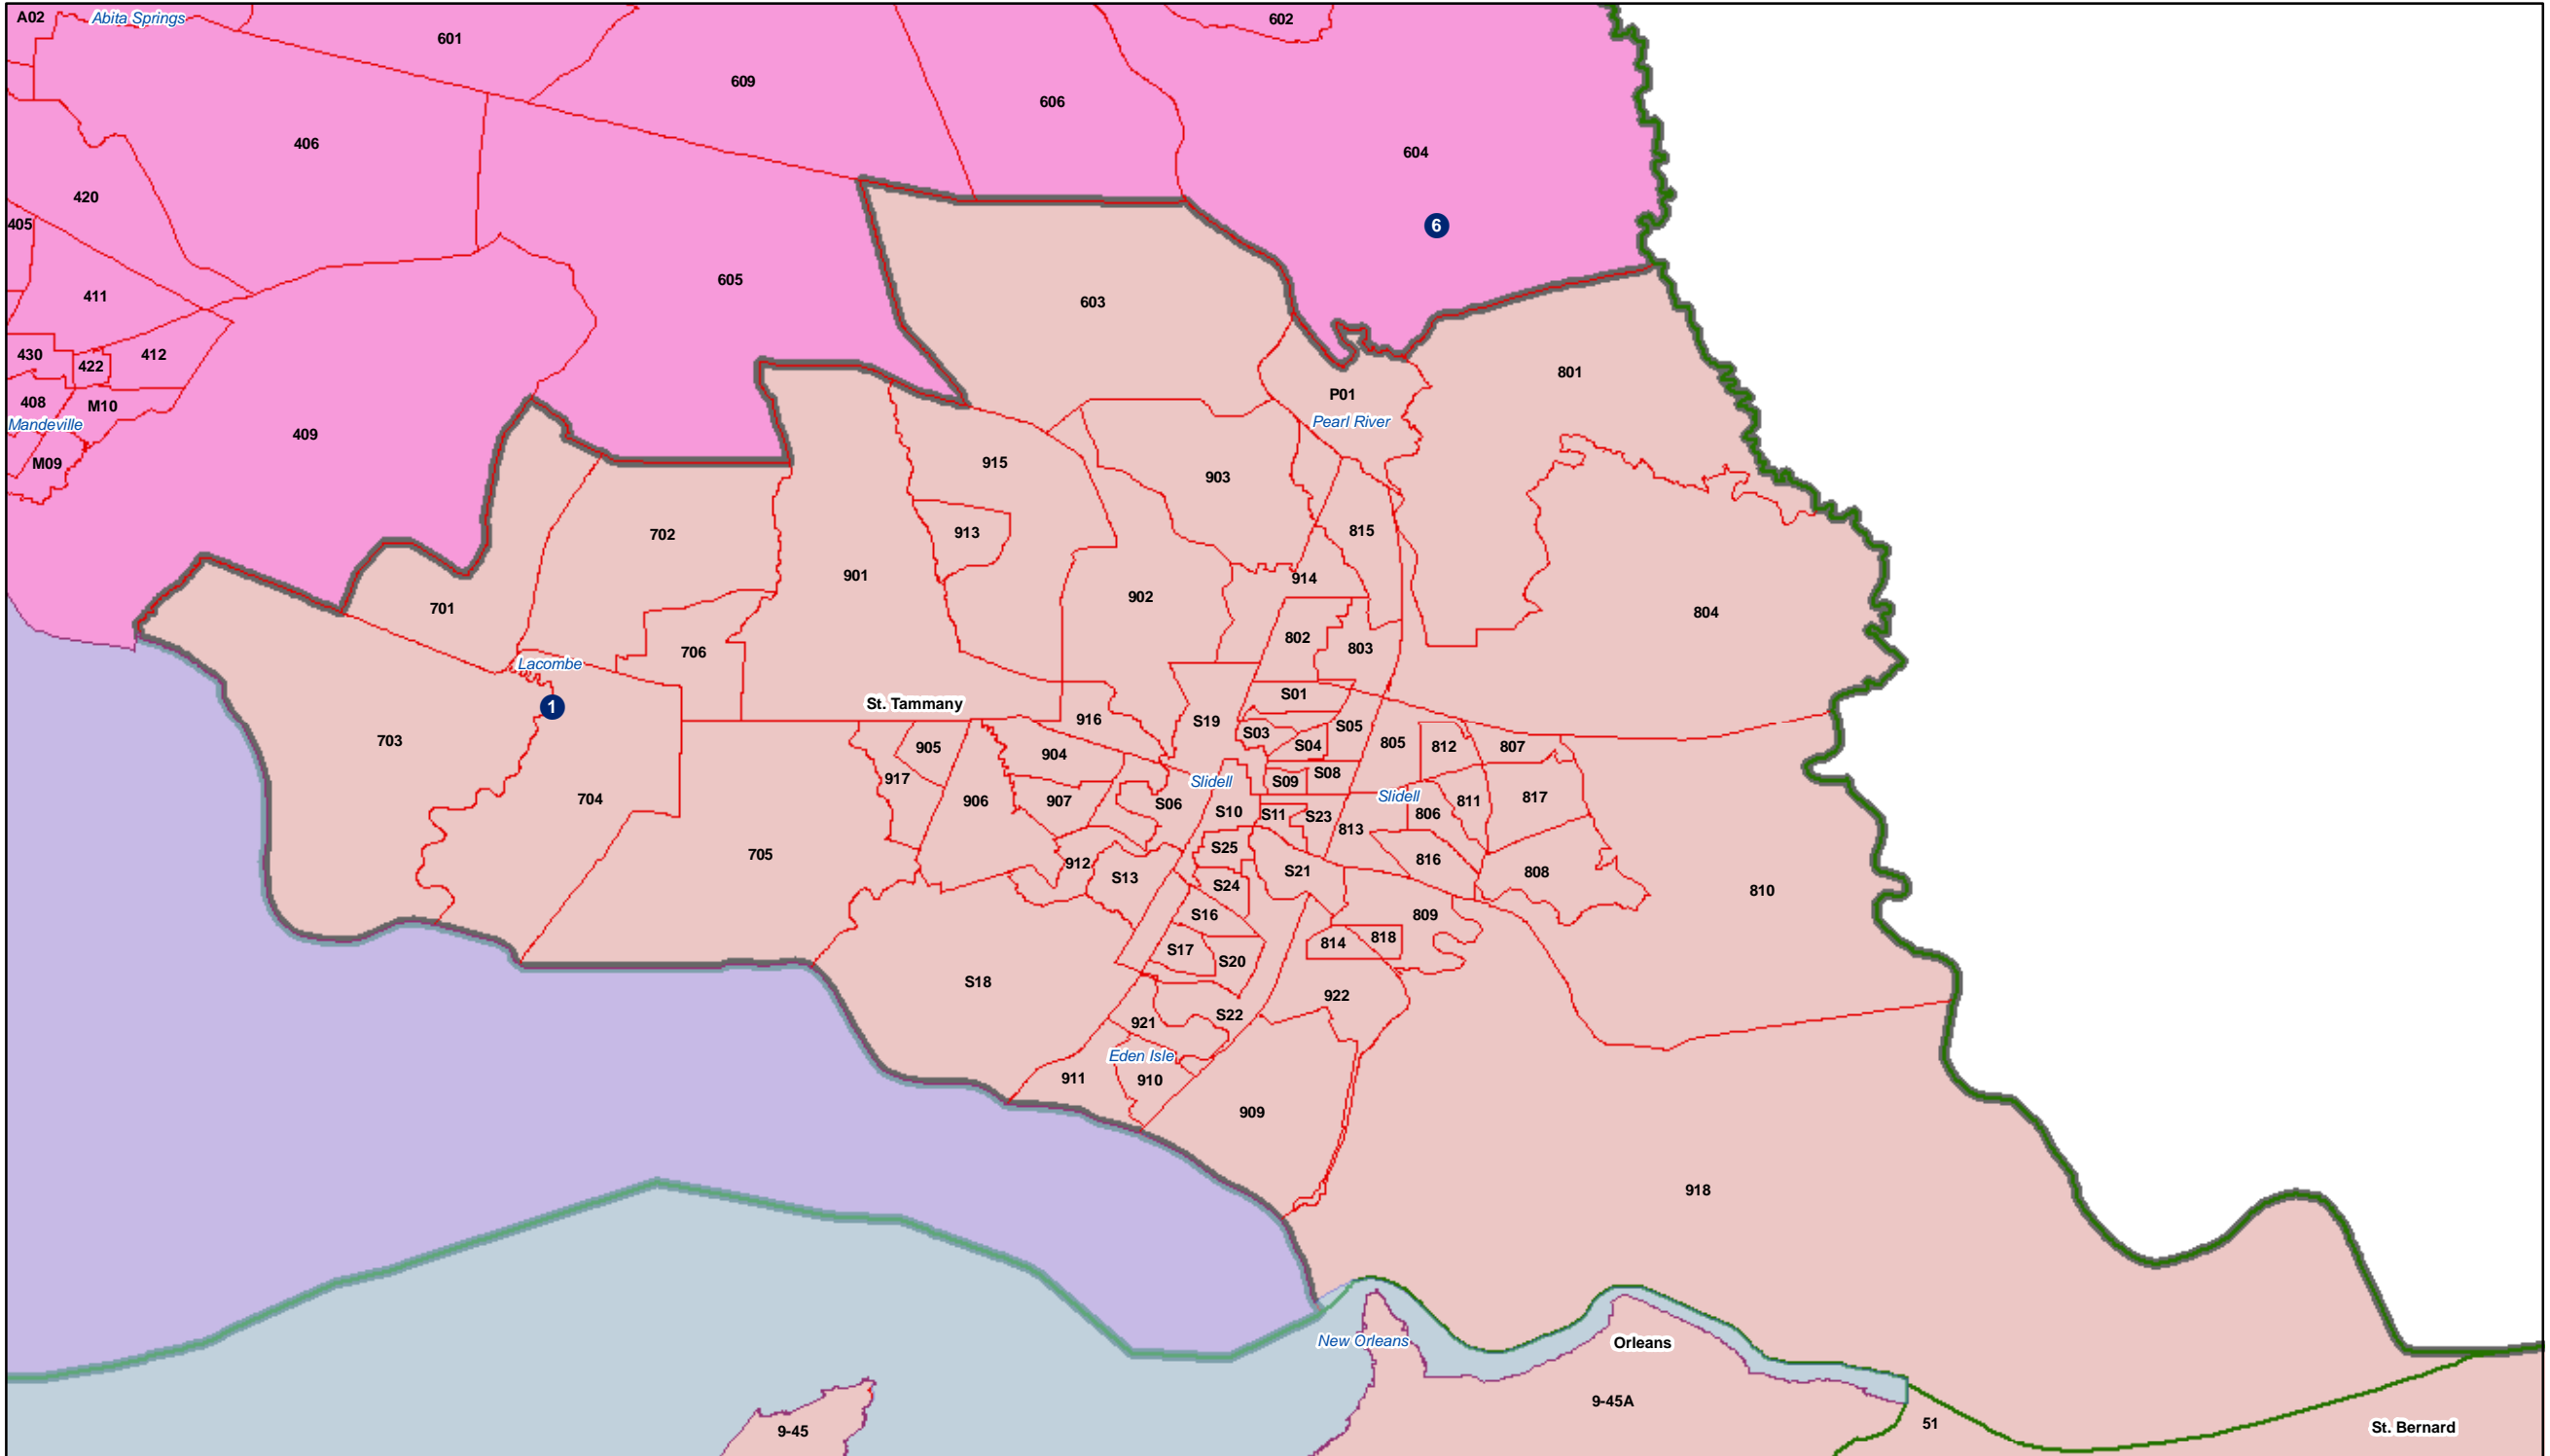 A02
Abita Springs
602
601
609
606
406
604
420
405
6
605
411
603
430
412
422
801
408
M10
P01
Mandeville
Pearl River
409
M09
915
903
913
815
702
901
914
902
701
804
802
706
803
Lacombe
S01
St. Tammany
1
916
S19
S05
S03
703
805
S04
812
807
905
904
S08
917
Slidell
S09
Slidell
817
704
906
907
S06
811
S10
S11
S23
806
813
S25
705
816
912
S21
808
S13
S24
810
S16
809
818
814
S17
S20
S18
922
S22
921
Eden Isle
911
910
909
918
New Orleans
Orleans
9-45A
51
St. Bernard
9-45